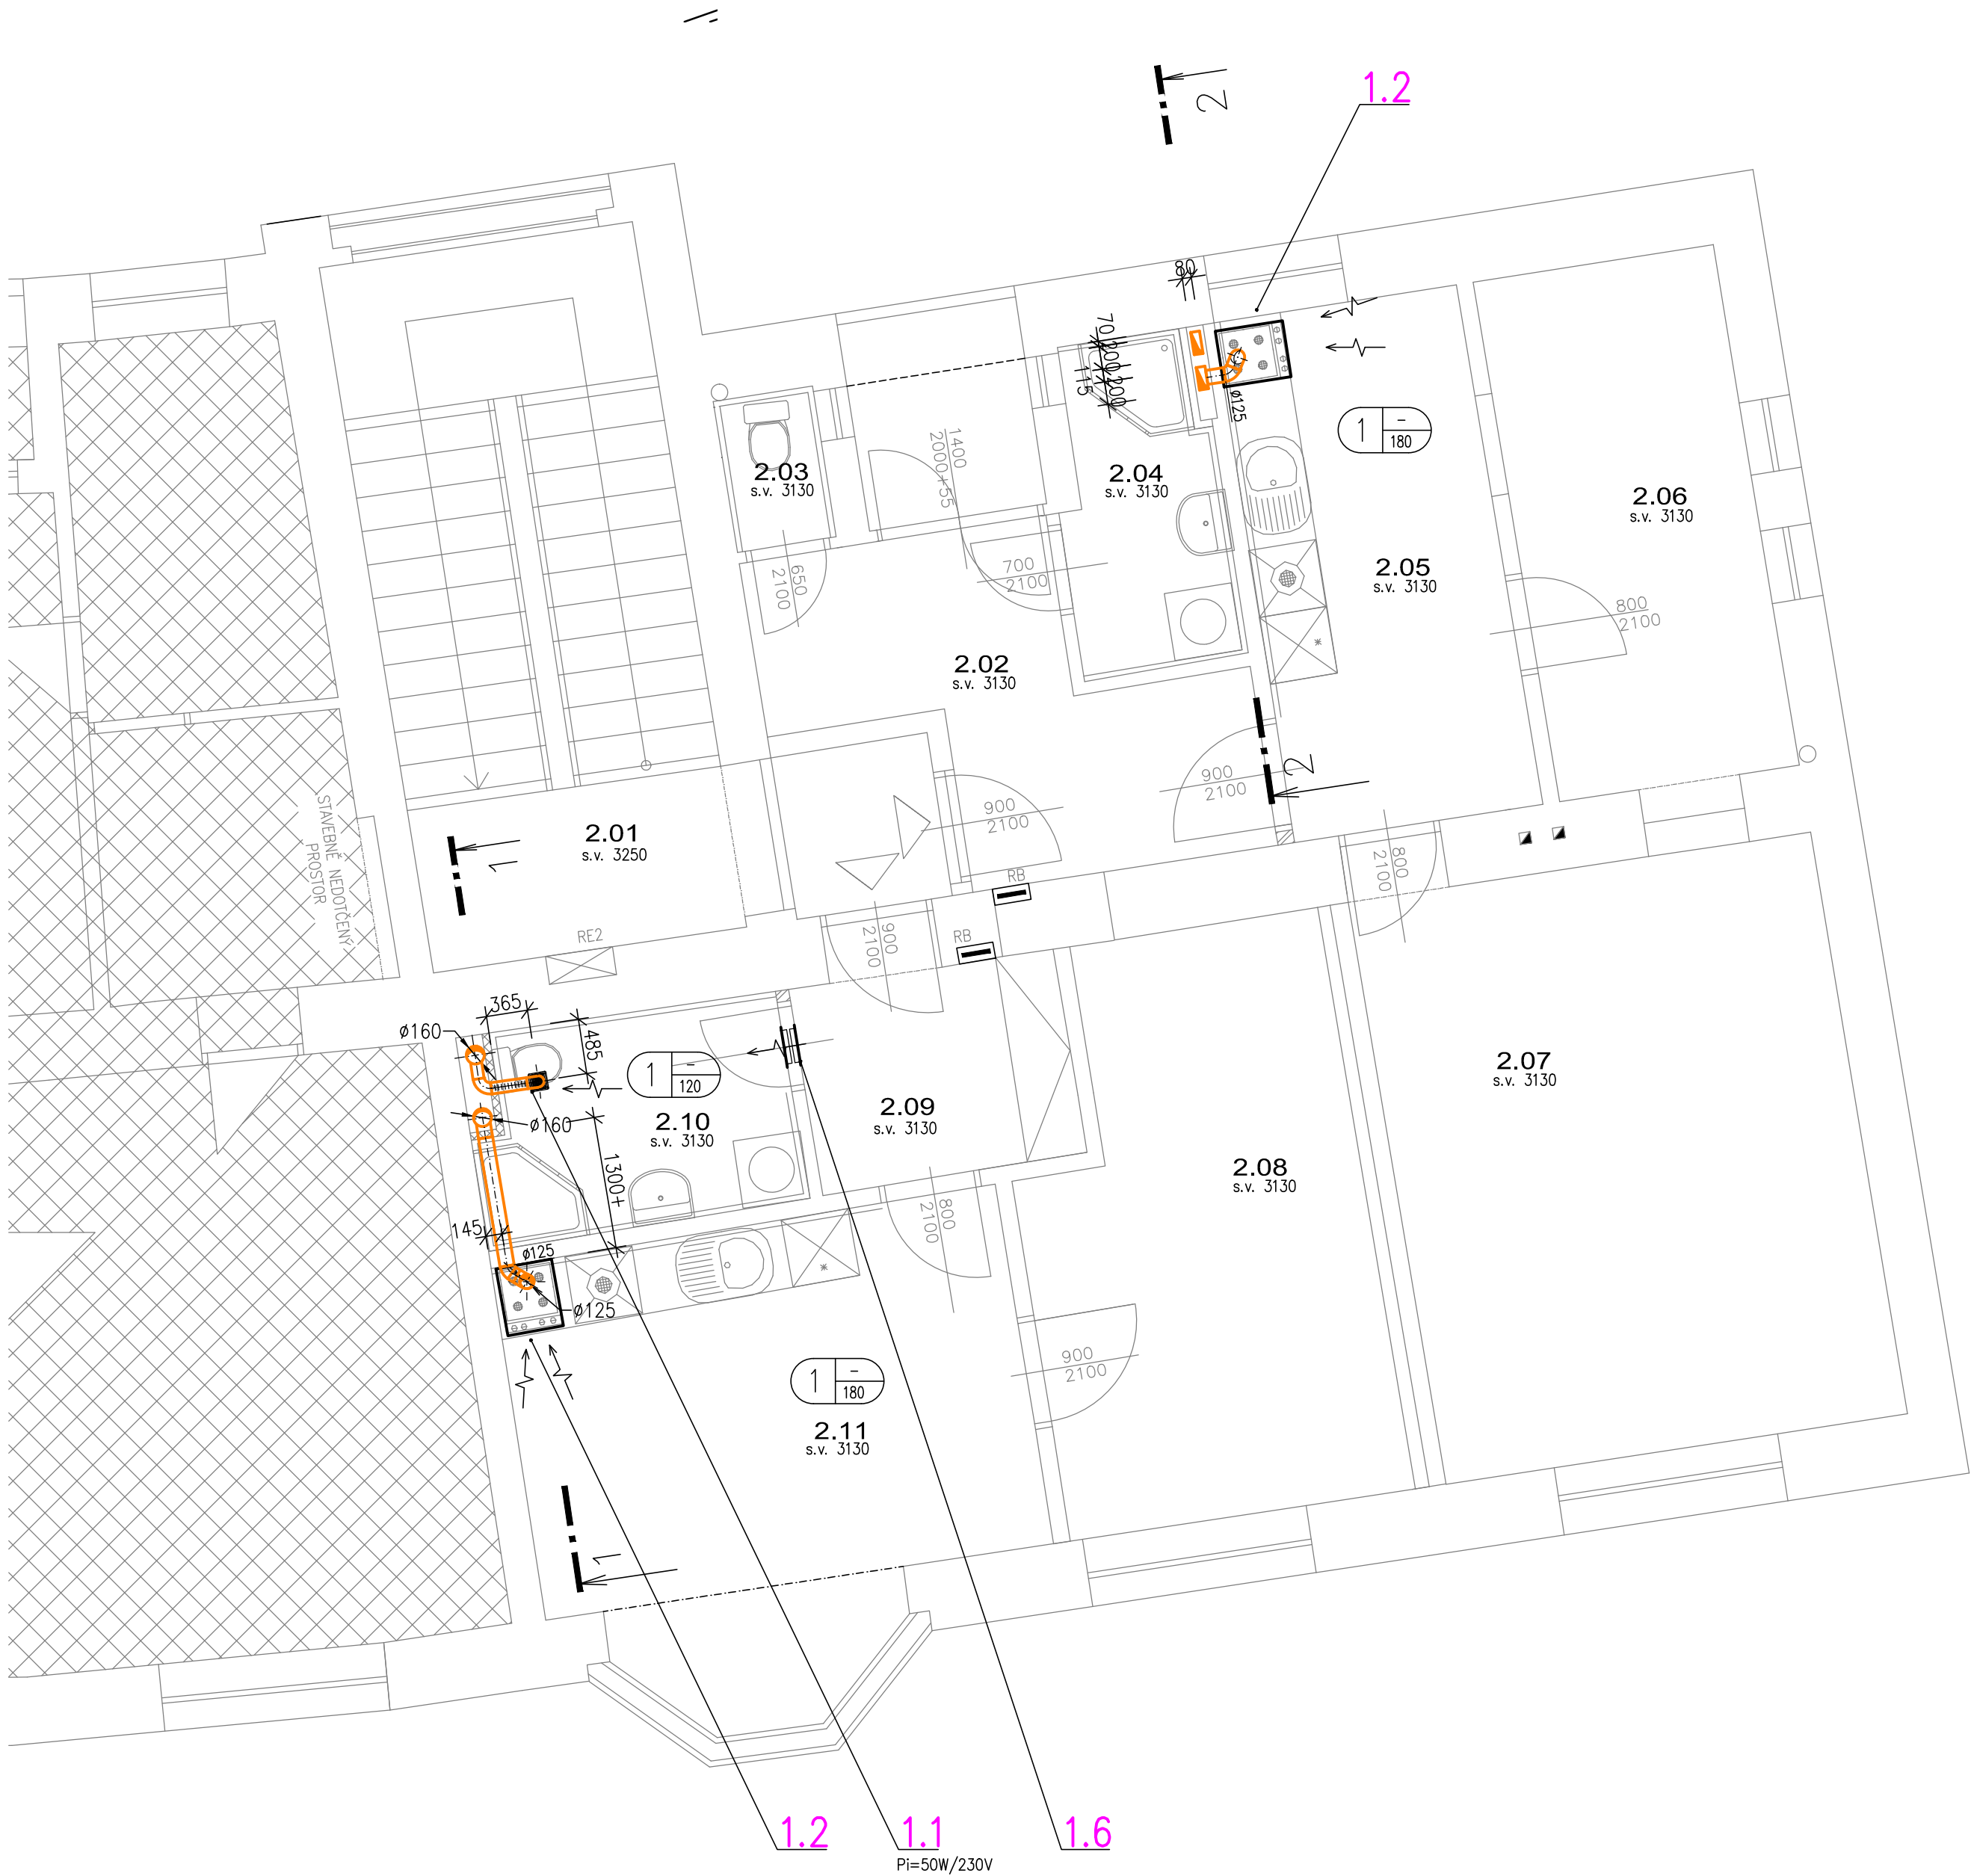 2
1.2
80
70
200
200
115
ø125
1
-
180
1400
2000+55
2.03
s.v. 3130
2.04
s.v. 3130
2.06
s.v. 3130
650
2100
700
2100
2.05
s.v. 3130
800
2100
2.02
s.v. 3130
900
2100
2
900
2100
STAVEBNĚ NEDOTČENÝ
PROSTOR
1
2.01
s.v. 3250
800
2100
RB
RE2
RB
900
2100
365
ø160
485
1
-
120
2.07
s.v. 3130
ø160
2.10
s.v. 3130
2.09
s.v. 3130
1300+
2.08
s.v. 3130
145
800
2100
ø125
ø125
900
2100
1
-
180
2.11
s.v. 3130
1
1.2
1.1
Pi=50W/230V
1.6